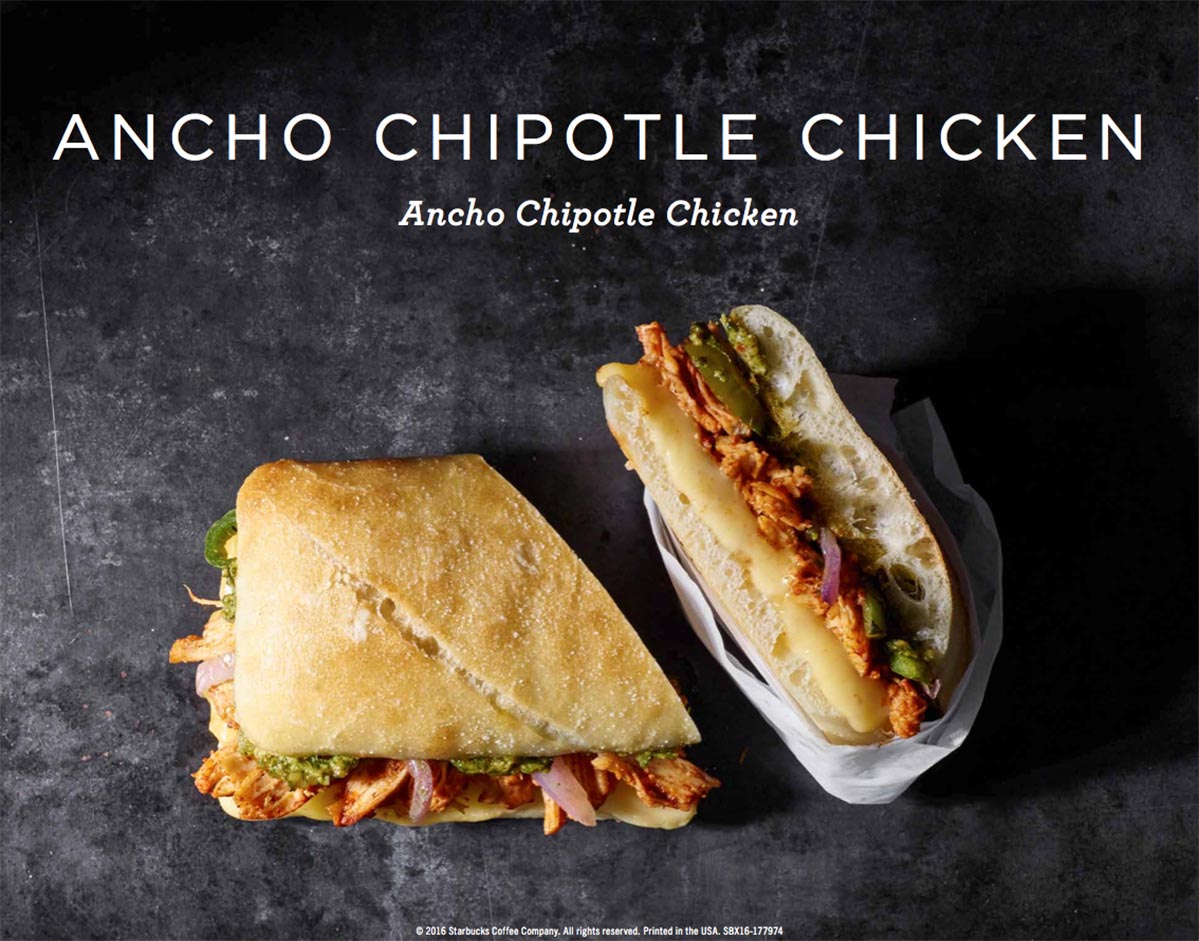 ANCHO CHIPOTLE CHICKEN
Ancho Chipotle Chicken
© 2016 Starbucks Coffee Company. All rights reserved. Printed in the USA. SBX16-177974